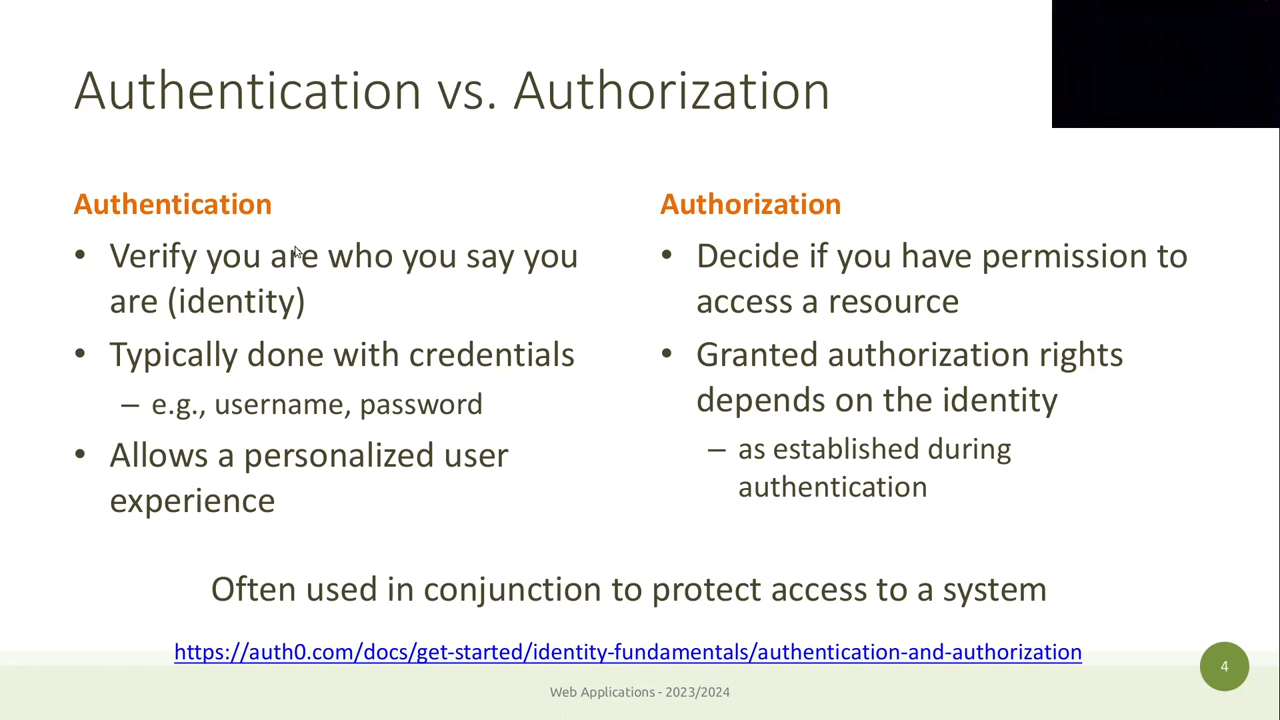 Authentication vs. Authorization
Authentication
• Verify you are who you say you
are (identity)
• Typically done with credentials
– e.g., username, password
• Allows a personalized user
experience
Authorization
• Decide if you have permission to
access a resource
• Granted authorization rights
depends on the identity
– as established during
authentication
Often used in conjunction to protect access to a system
https://auth0.com/docs/get-started/identity-fundamentals/authentication-and-authorization
4
Web Applications - 2023/2024